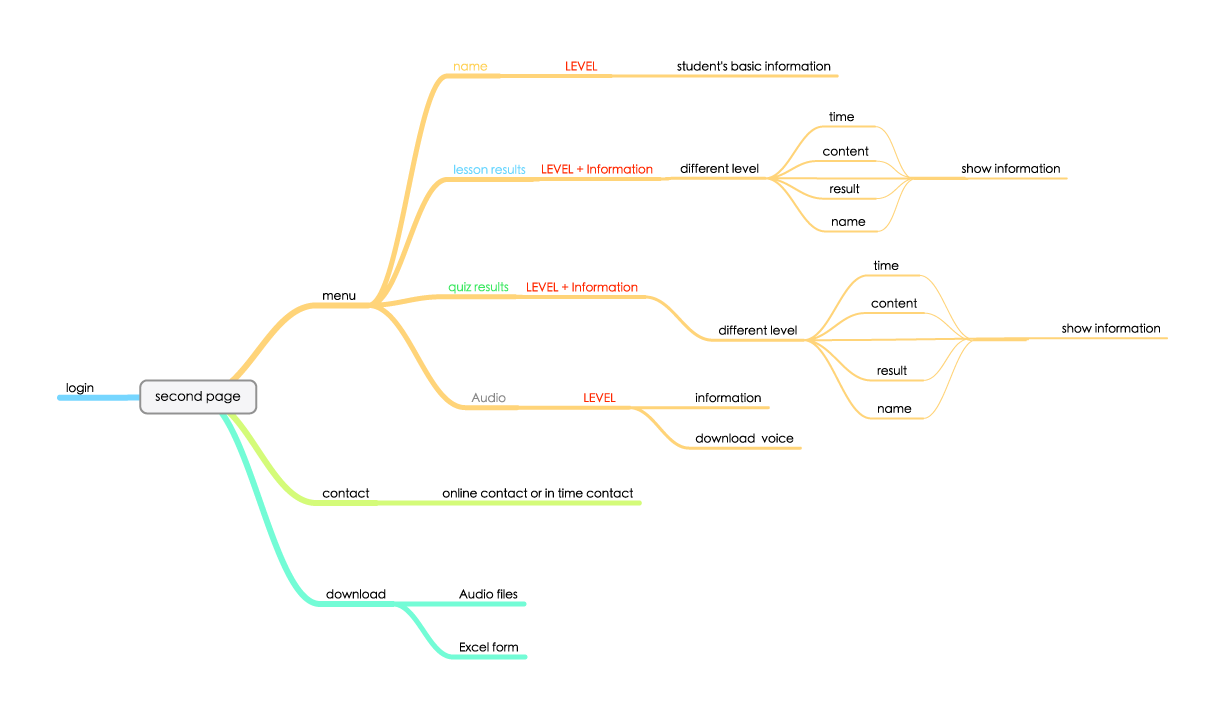 name
LEVEL
student's basic information
time
content
lesson results
LEVEL + Information
different level
result
name
show information
menu
quiz results
LEVEL + Information
different level
time
content
result
name
show information
login
second page
Audio
LEVEL
information
download  voice
contact
online contact or in time contact
download
Audio files
Excel form